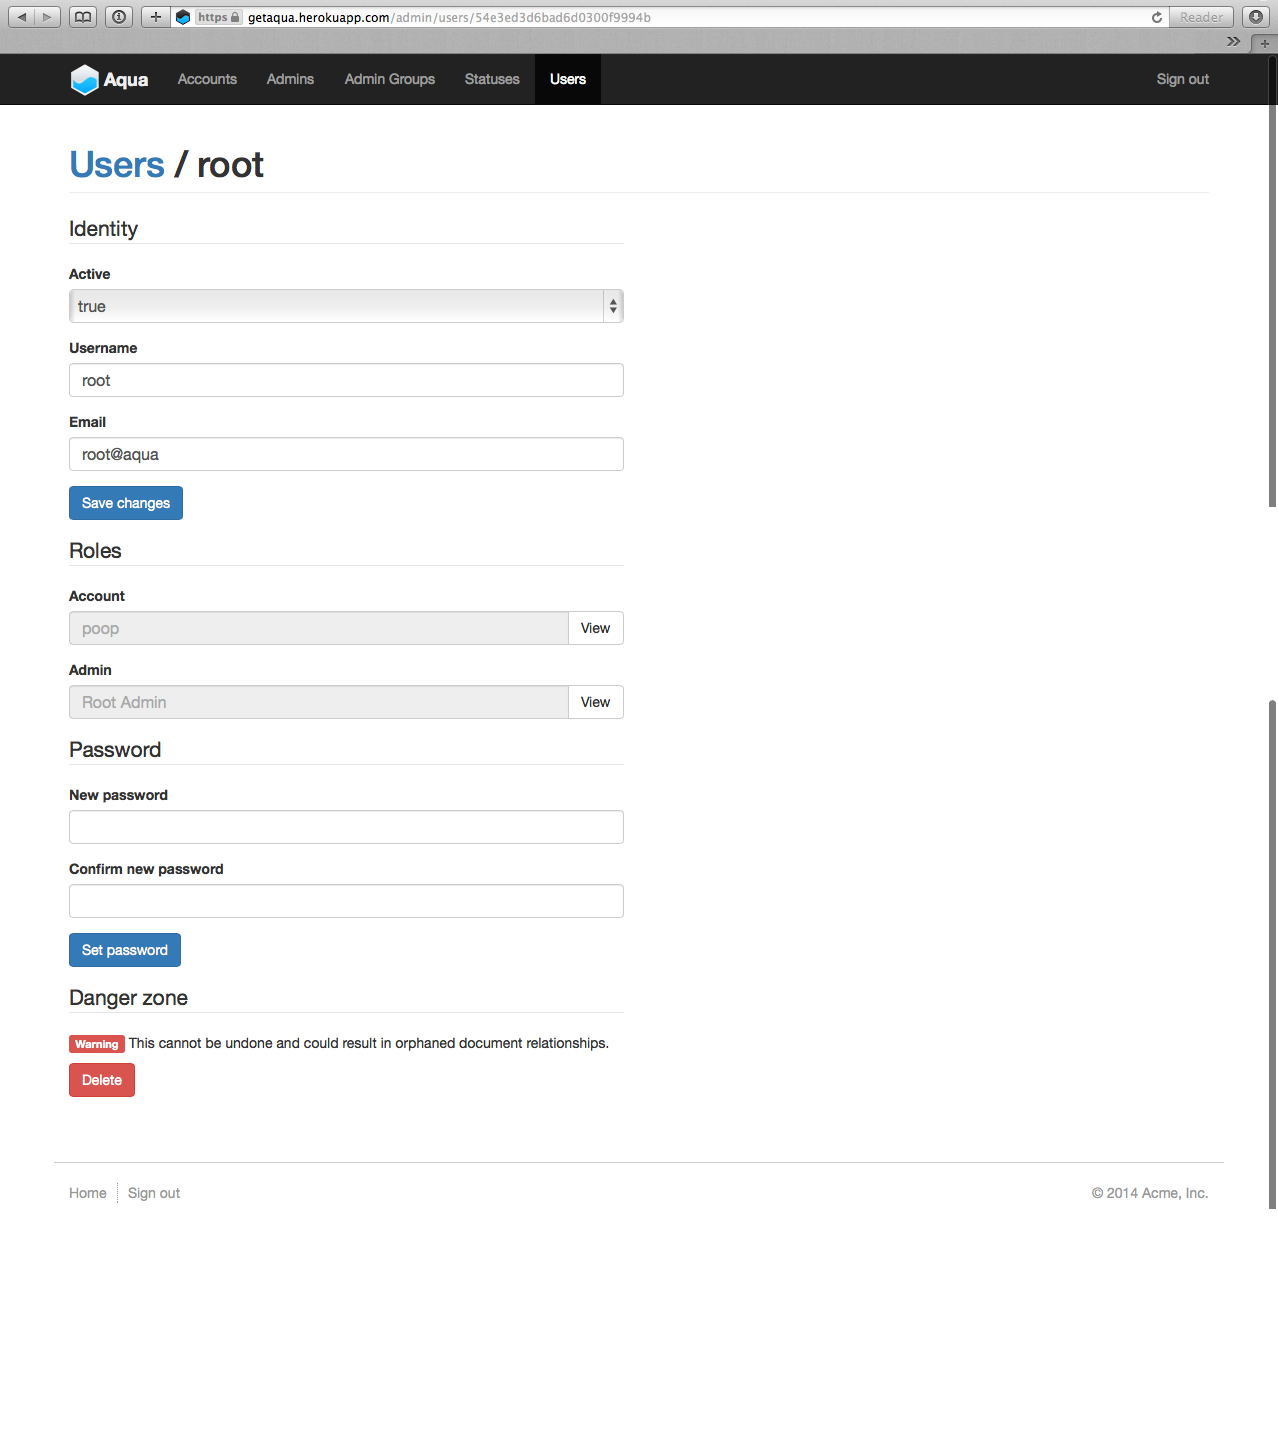 https getaqua.herokuapp.com/admin/users/54e3ed3d6bad6d0300f9994b Reader
Aqua Accounts Admins Admin Groups Statuses Users Sign out
Users / root
Identity
Active
true
Username
root
Email
root@aqua
Save changes
Roles
Account
poop View
Admin
Root Admin View
Password
New password
Confirm new password
Set password
Danger zone
Warning This cannot be undone and could result in orphaned document relationships.
Delete
Home Sign out © 2014 Acme, Inc.